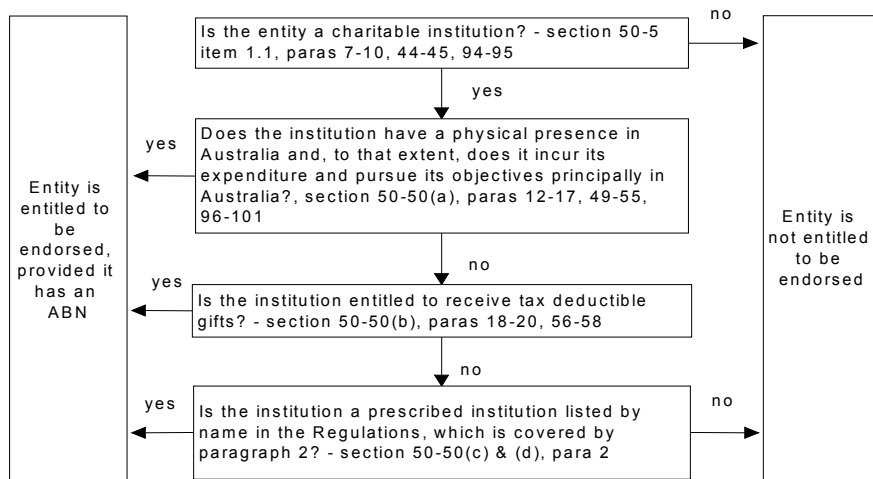 Is the entity a charitable institution? - section 50-5
item 1.1, paras 7-10, 44-45, 94-95
no
yes
Does the institution have a physical presence in
Australia and, to that extent, does it incur its
expenditure and pursue its objectives principally in
Australia?, section 50-50(a), paras 12-17, 49-55,
96-101
yes
Entity is
entitled to
be
endorsed,
provided it
has an
ABN
Entity is
not entitled
to be
endorsed
no
yes
Is the institution entitled to receive tax deductible
gifts? - section 50-50(b), paras 18-20, 56-58
no
yes
Is the institution a prescribed institution listed by
name in the Regulations, which is covered by
paragraph 2? - section 50-50(c) & (d), para 2
no